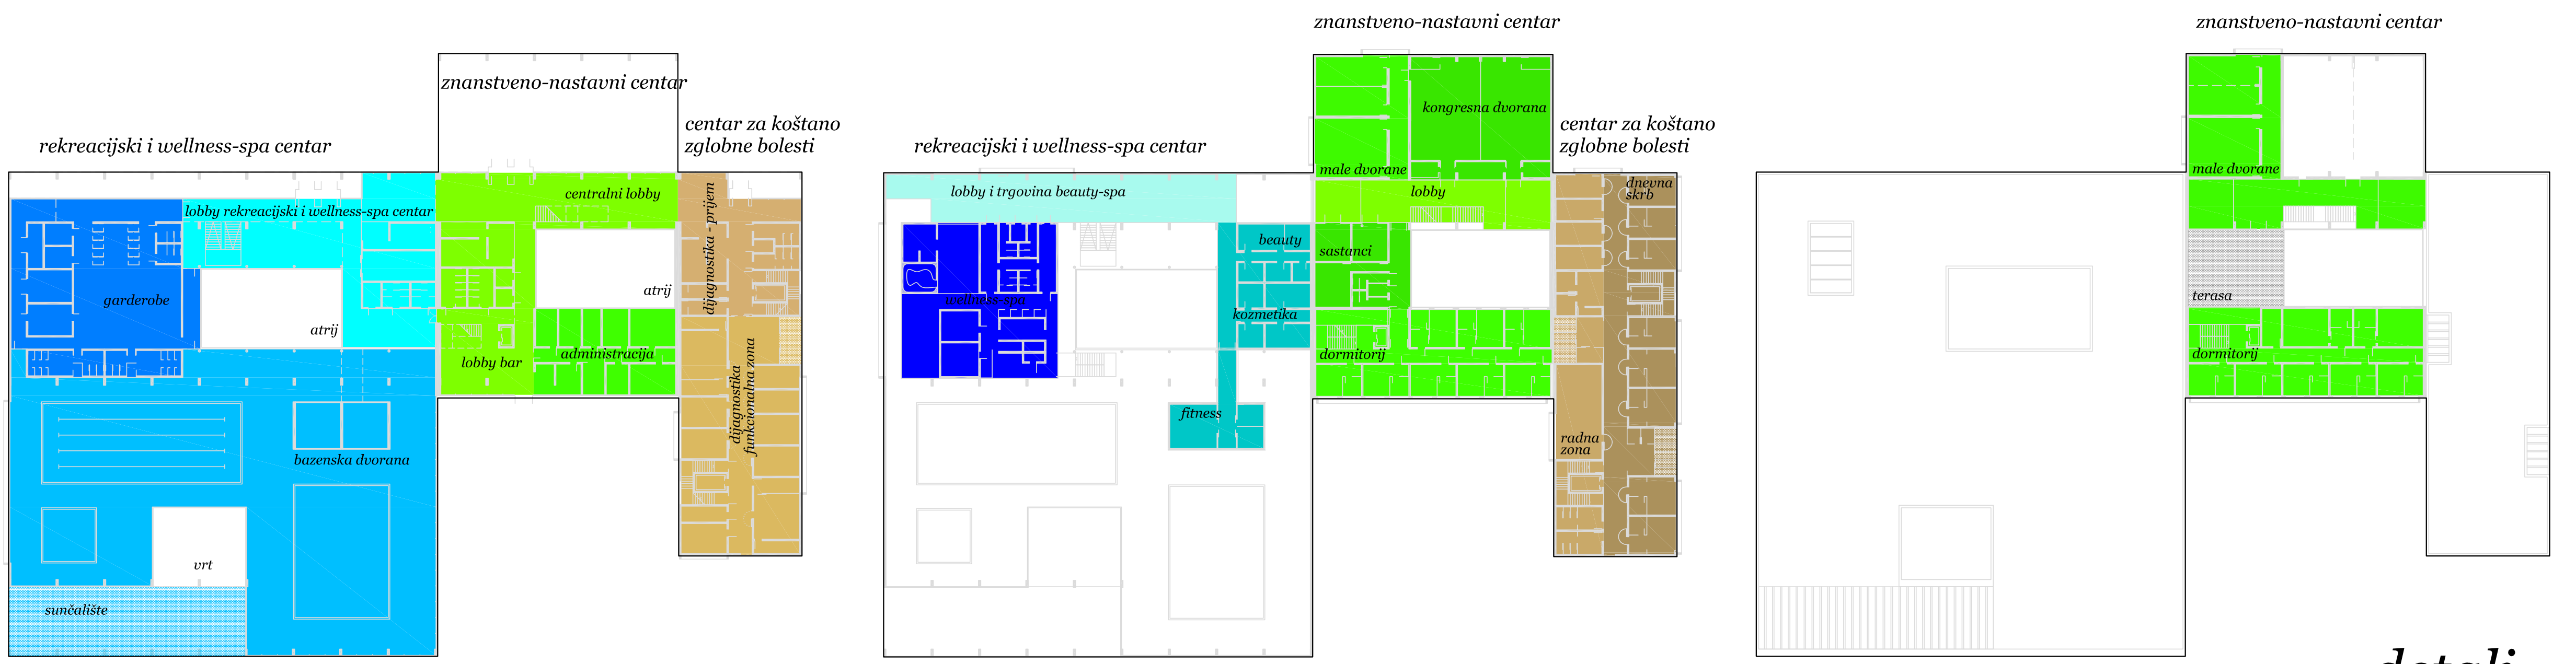 znanstveno-nastavni centar
centar za koštano
zglobne bolesti
rekreacijski i wellness-spa centar
centralni lobby
lobby rekreacijski i wellness-spa centar
dijagnostika - prijem
garderobe
atrij
atrij
lobby bar
administracija
dijagnostika
funkcionalna zona
bazenska dvorana
vrt
sunčalište
znanstveno-nastavni centar
kongresna dvorana
centar za koštano
zglobne bolesti
rekreacijski i wellness-spa centar
male dvorane
dnevna
skrb
lobby i trgovina beauty-spa
lobby
beauty
sastanci
wellness-spa
kozmetika
dormitorij
fitness
radna
zona
znanstveno-nastavni centar
male dvorane
terasa
dormitorij